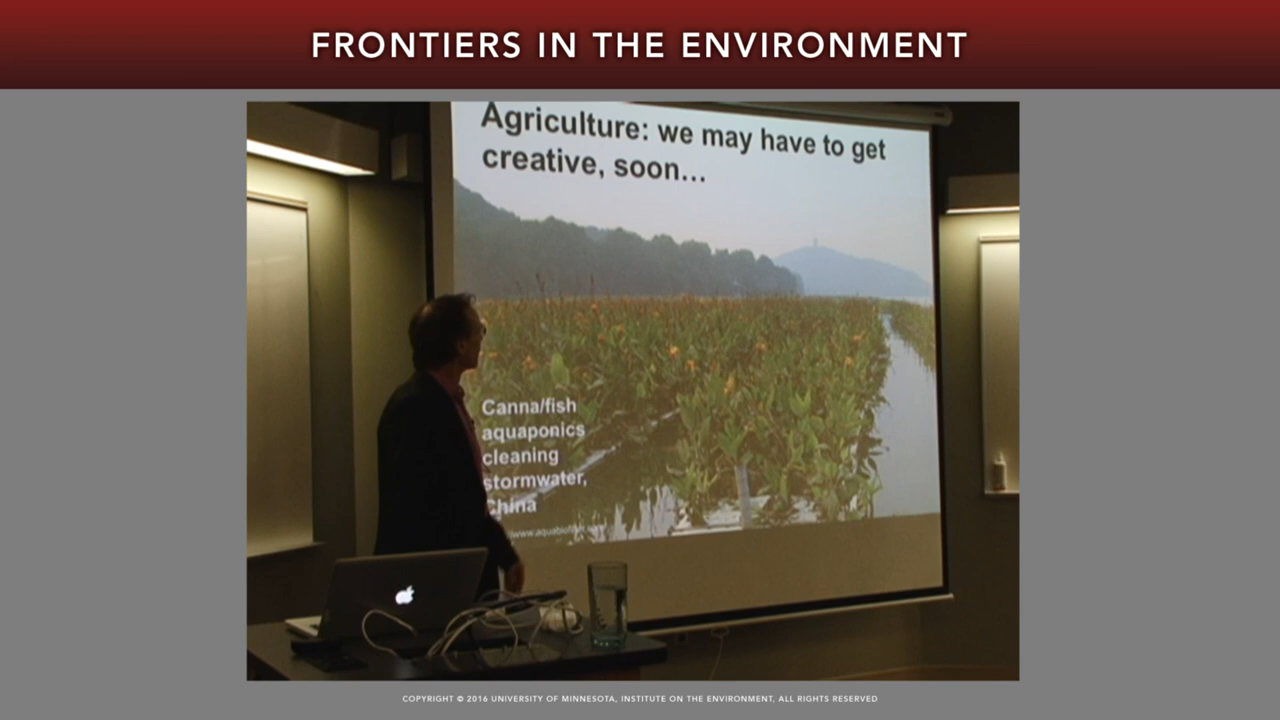 FRONTIERS IN THE ENVIRONMENT
Agriculture: we may have to get
creative, soon...
Canna/fish
aquaponics
cleaning
stormwater,
China
COPYRIGHT © 2016 UNIVERSITY OF MINNESOTA, INSTITUTE ON THE ENVIRONMENT, ALL RIGHTS RESERVED